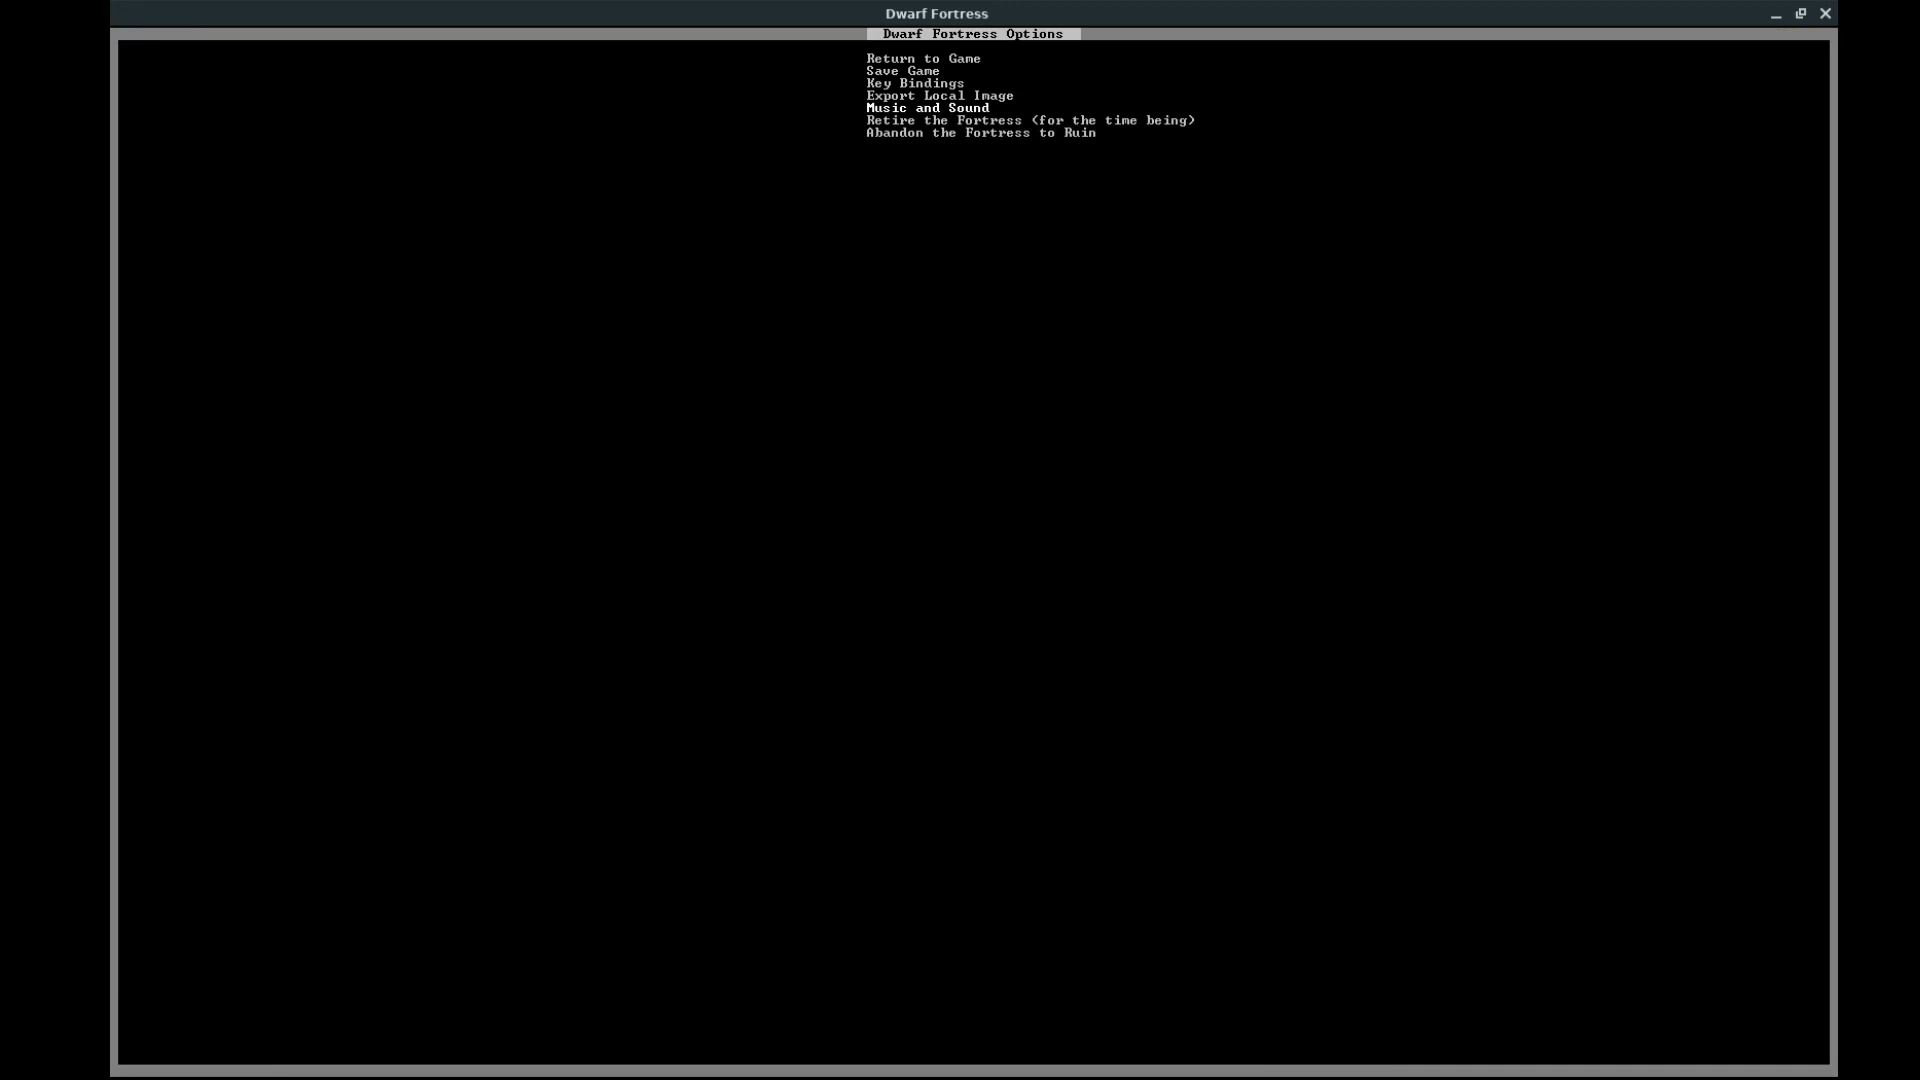 Dwarf Fortress
Dwarf Fortress Options
Return to Game
Save Game
Key Bindings
Export Local Image
Music and Sound
Retire the Fortress (for the time being)
Abandon the Fortress to Ruin